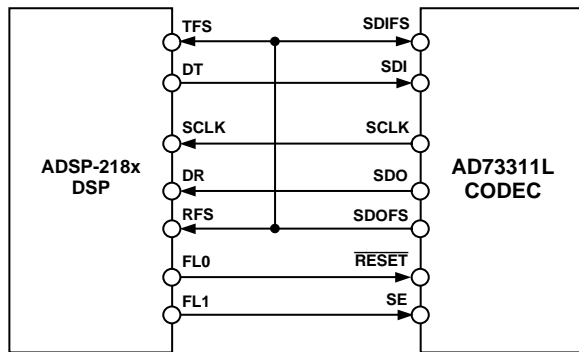 TFS SDIFS
DT SDI
SCLK SCLK
ADSP-218x
DSP
DR SDO
AD73311L
CODEC
RFS SDOFS
FL0 RESET
FL1 SE